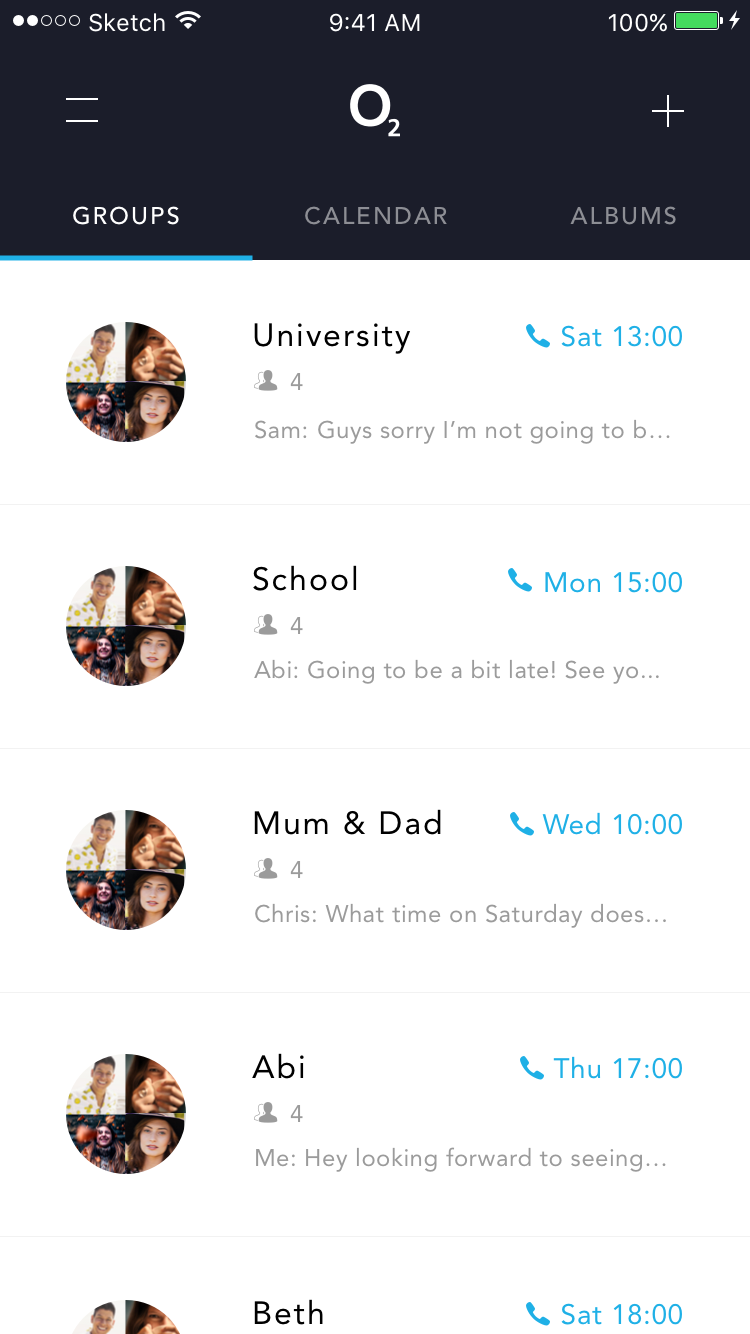 Sketch 9:41 AM 100%
O2
GROUPS CALENDAR ALBUMS
University Sat 13:00
4
Sam: Guys sorry I’m not going to b…
School Mon 15:00
4
Abi: Going to be a bit late! See yo...
Mum & Dad Wed 10:00
4
Chris: What time on Saturday does…
Abi Thu 17:00
4
Me: Hey looking forward to seeing…
Beth Sat 18:00